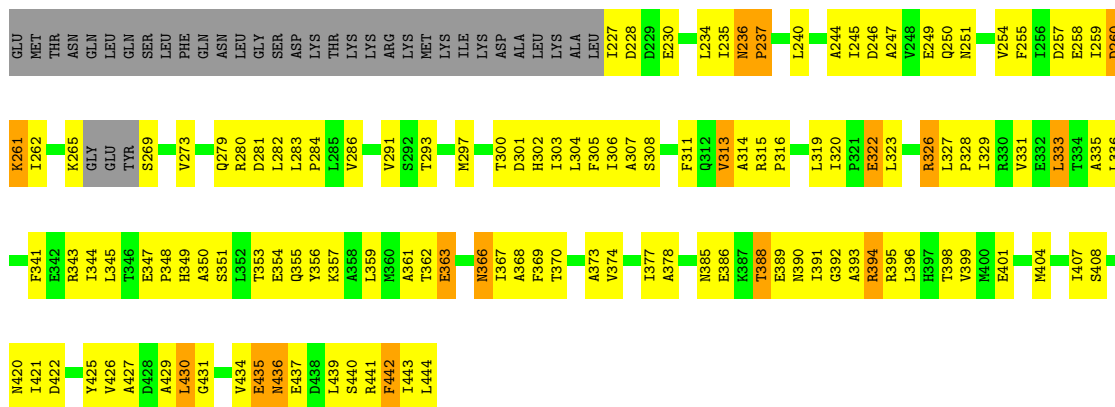 GLU MET THR ASN GLN LEU GLN SER LEU PHE GLN ASN LEU GLY SER ASP LYS THR LYS LYS ARG LYS MET LYS ILE LYS ASP ALA LEU LYS ALA LEU I227 D228 D229 E230 L234 I235 N236 P237 L240 A244 I245 D246 A247 V248 E249 Q250 N251 V254 F255 I256 D257 E258 I259 D260
K261 I262 K265 GLY GLU TYR S269 V273 Q279 R280 D281 L282 L283 P284 L285 V286 V291 S292 T293 M297 T300 D301 H302 I303 L304 F305 I306 A307 S308 F311 Q312 V313 A314 R315 P316 L319 I320 P321 E322 L323 R326 L327 P328 I329 R330 V331 E332 L333 T334 A335 L336
F341 E342 R343 I344 L345 T346 E347 P348 H349 A350 S351 L352 T353 E354 Q355 Y356 K357 A358 L359 M360 A361 T362 E363 N366 I367 A368 F369 T370 A373 V374 I377 A378 N385 E386 K387 T388 E389 N390 I391 G392 A393 R394 R395 L396 H397 T398 V399 M400 E401 M404 I407 S408
N420 I421 D422 Y425 V426 A427 D428 A429 L430 G431 V434 E435 N436 E437 D438 L439 S440 R441 F442 I443 L444